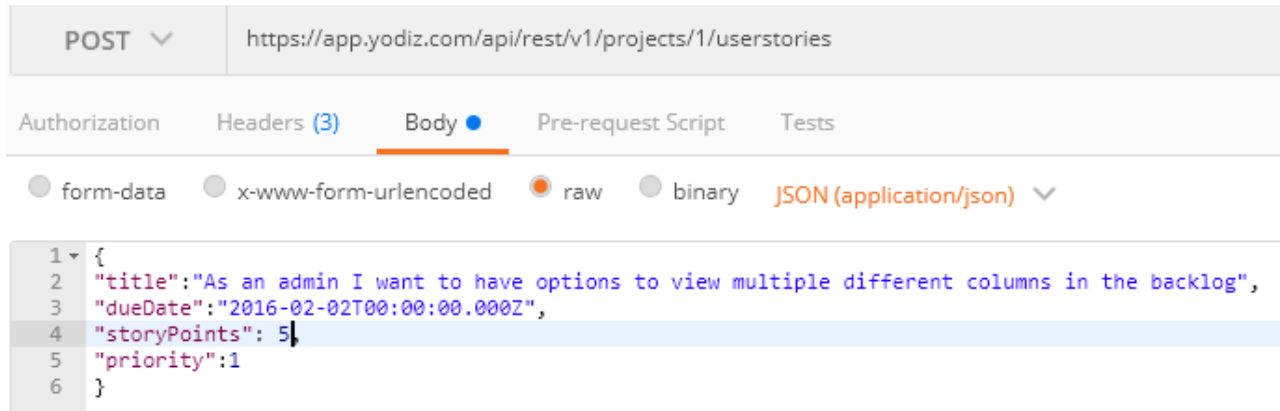 POST https://app.yodiz.com/api/rest/v1/projects/1/userstories
Authorization Headers (3) Body Pre-request Script Tests
form-data x-www-form-urlencoded raw binary JSON (application/json)
1 {
2 "title":"As an admin I want to have options to view multiple different columns in the backlog",
3 "dueDate":"2016-02-02T00:00:00.000Z",
4 "storyPoints": 5,
5 "priority":1
6 }